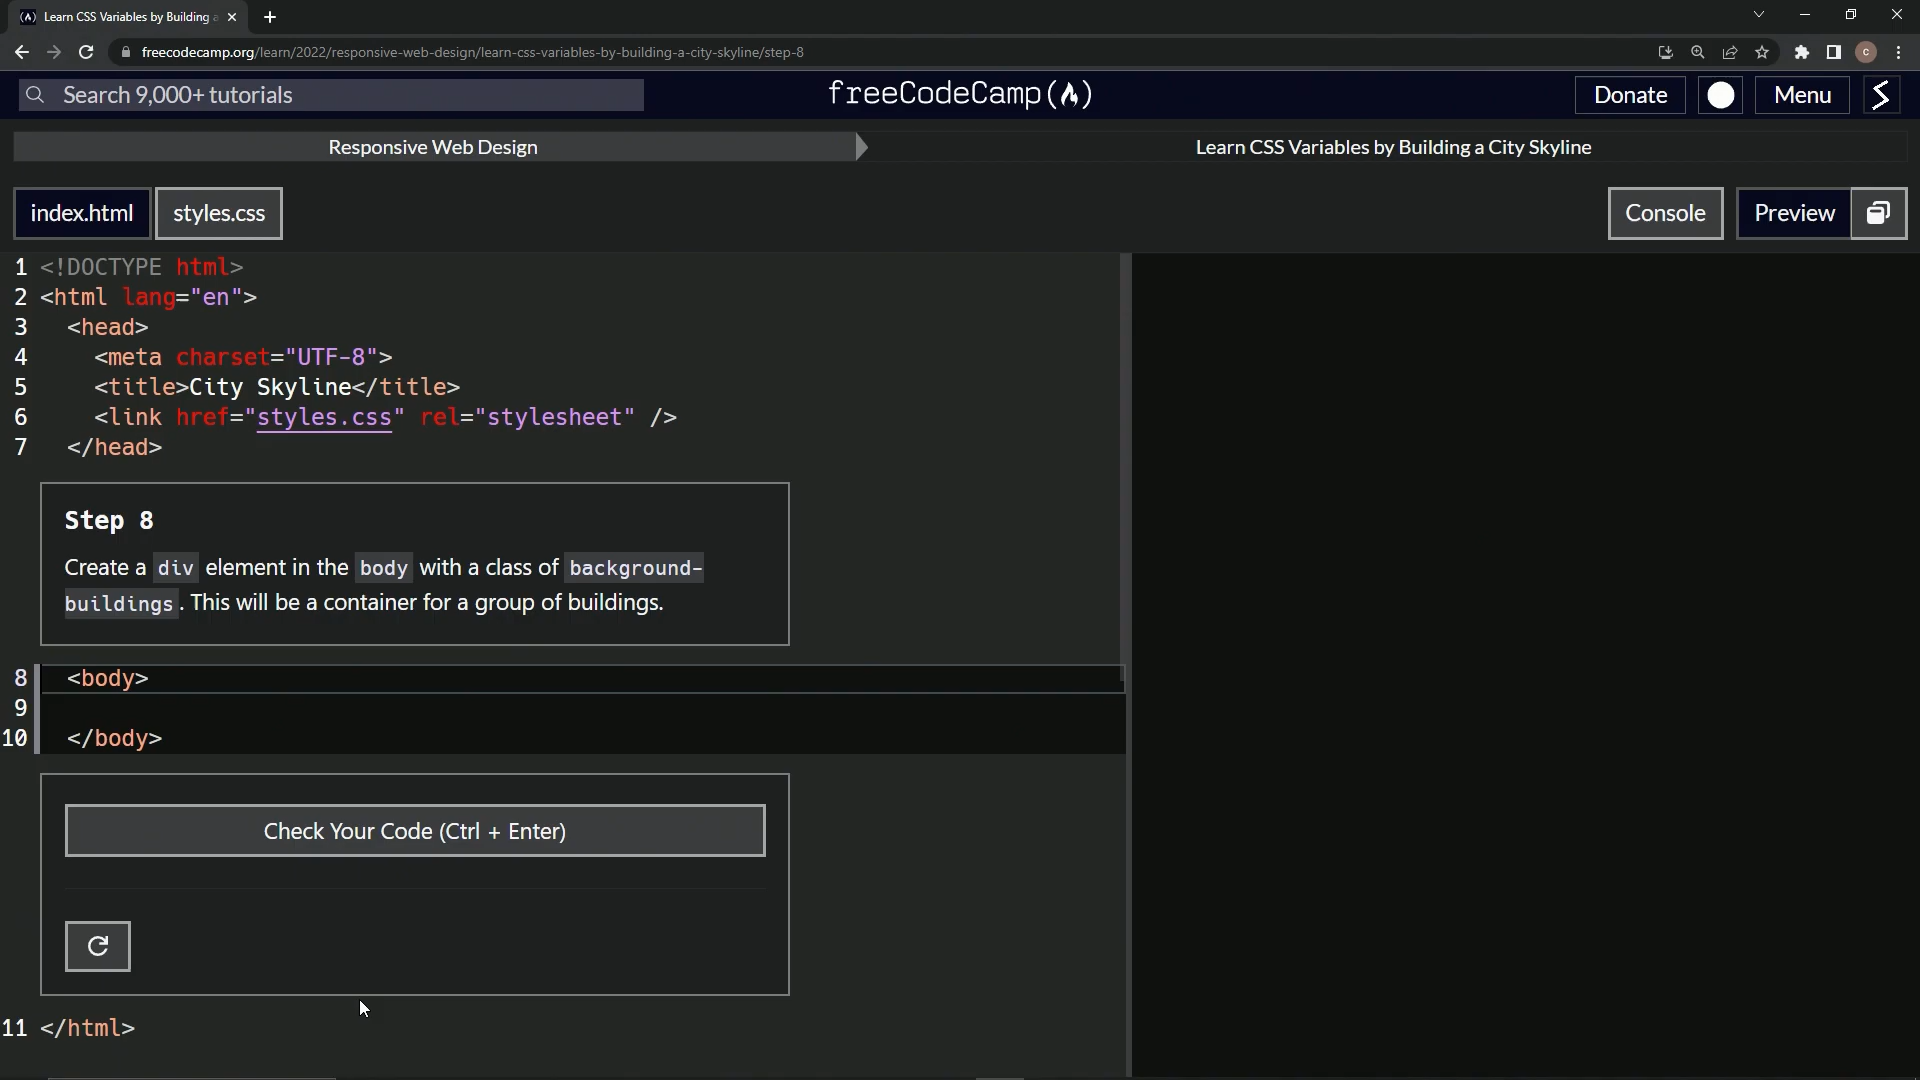 Learn CSS Variables by Building a
freecodecamp.org/learn/2022/responsive-web-design/learn-css-variables-by-building-a-city-skyline/step-8
c
Search 9,000+ tutorials
freeCodeCamp(🔥)
Donate
Menu
Responsive Web Design
Learn CSS Variables by Building a City Skyline
index.html
styles.css
Console
Preview
1 <!DOCTYPE html>
2 <html lang="en">
3 <head>
4 <meta charset="UTF-8">
5 <title>City Skyline</title>
6 <link href="styles.css" rel="stylesheet" />
7 </head>
Step 8
Create a div element in the body with a class of background-
buildings. This will be a container for a group of buildings.
8 <body>
9
10 </body>
Check Your Code (Ctrl + Enter)
11 </html>